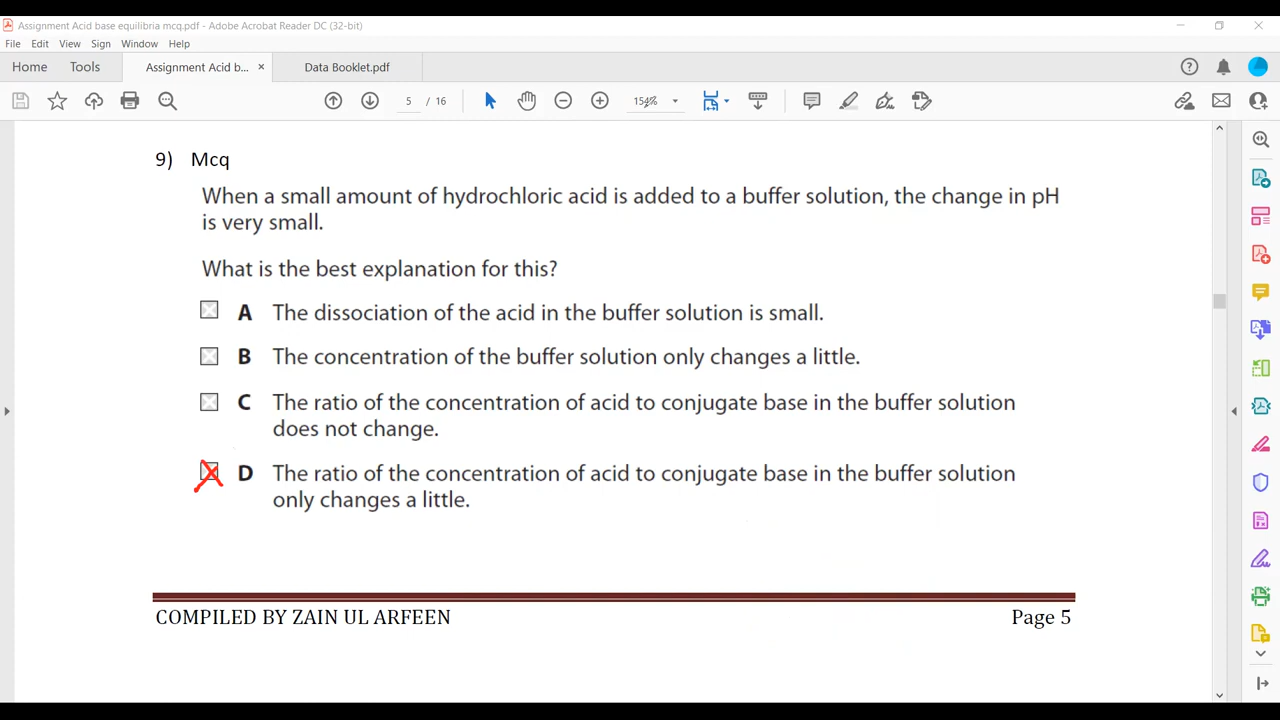 Assignment Acid base equilibria mcq.pdf - Adobe Acrobat Reader DC (32-bit)
File Edit View Sign Window Help
Home Tools Assignment Acid b... × Data Booklet.pdf
5 / 16 154%
9) Mcq
When a small amount of hydrochloric acid is added to a buffer solution, the change in pH
is very small.
What is the best explanation for this?
A The dissociation of the acid in the buffer solution is small.
B The concentration of the buffer solution only changes a little.
C The ratio of the concentration of acid to conjugate base in the buffer solution
does not change.
D The ratio of the concentration of acid to conjugate base in the buffer solution
only changes a little.
COMPILED BY ZAIN UL ARFEEN Page 5